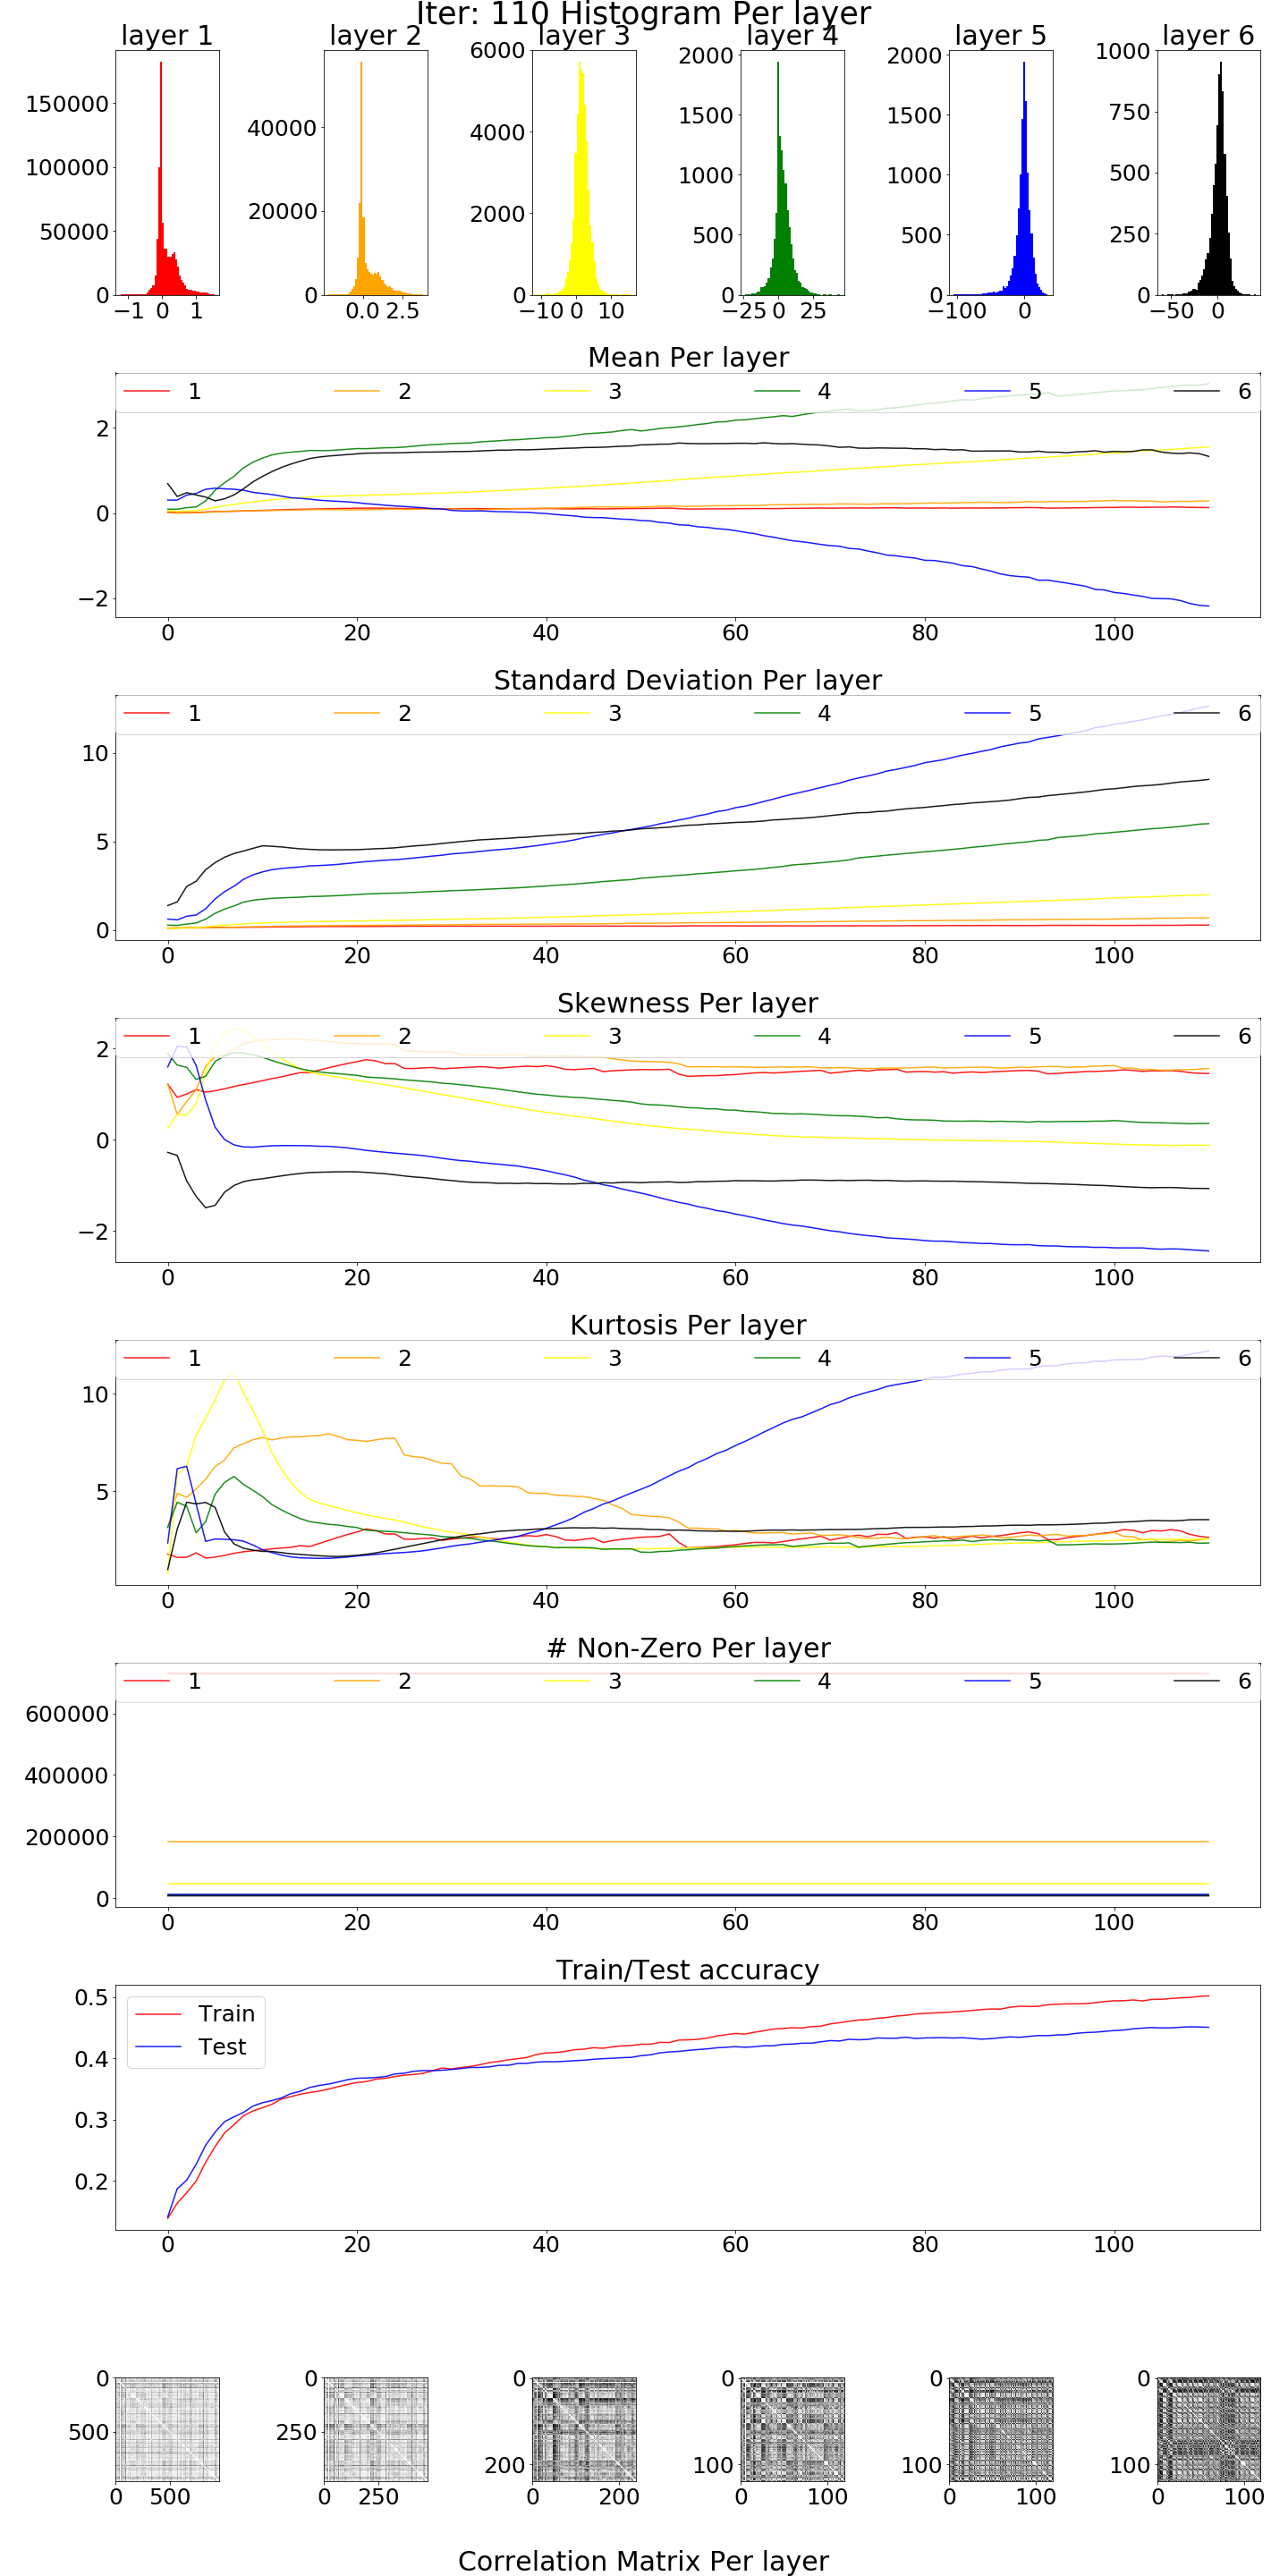 Iter: 110 Histogram Per layer
layer 1 layer 2 layer 3 layer 4 layer 5 layer 6
150000 100000 50000 0
−1 0 1
40000 20000 0
0.0 2.5
6000 4000 2000 0
−10 0 10
2000 1500 1000 500 0
−25 0 25
2000 1500 1000 500 0
−100 0
1000 750 500 250 0
−50 0
Mean Per layer
1 2 3 4 5 6
2
0
−2
0 20 40 60 80 100
Standard Deviation Per layer
1 2 3 4 5 6
10
5
0
0 20 40 60 80 100
Skewness Per layer
1 2 3 4 5 6
2
0
−2
0 20 40 60 80 100
Kurtosis Per layer
1 2 3 4 5 6
10
5
0 20 40 60 80 100
# Non-Zero Per layer
1 2 3 4 5 6
600000
400000
200000
0
0 20 40 60 80 100
Train/Test accuracy
Train
Test
0.5
0.4
0.3
0.2
0 20 40 60 80 100
0 500
0 500
0 250
0 250
0 200
0 200
0 100
0 100
0 100
0 100
0 100
0 100
Correlation Matrix Per layer